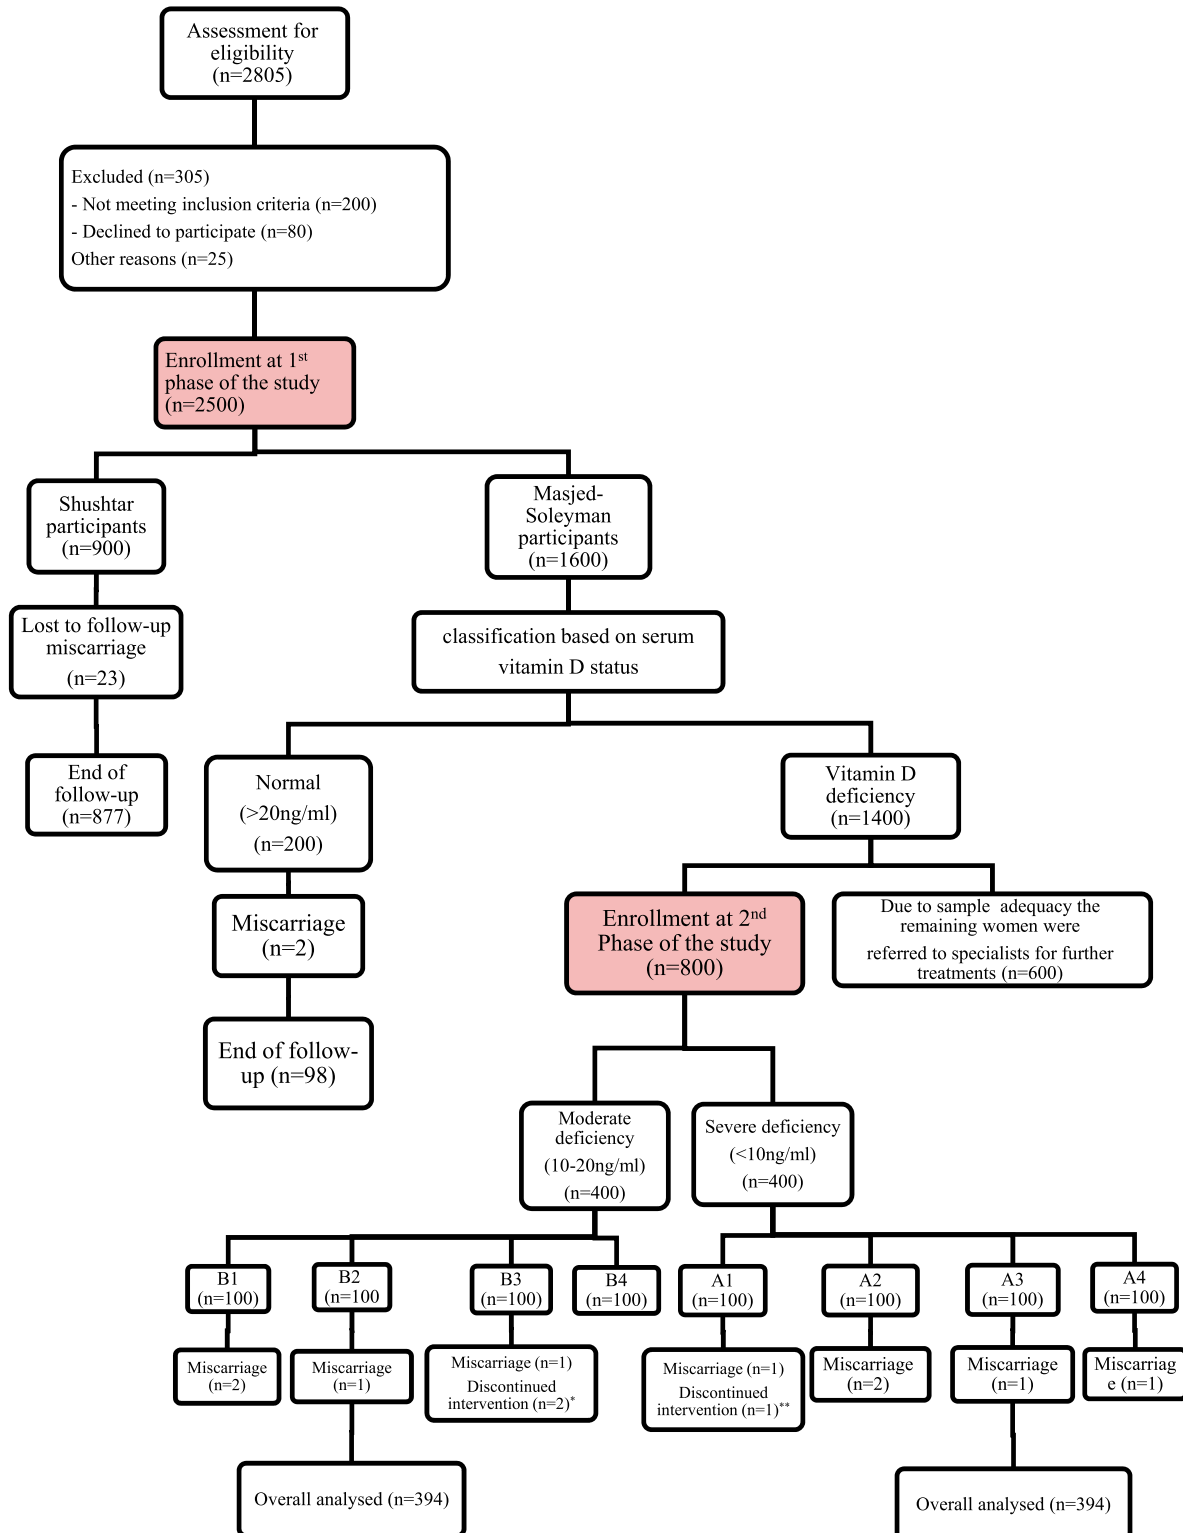 Assessment for
eligibility
(n=2805)
Excluded (n=305)
- Not meeting inclusion criteria (n=200)
- Declined to participate (n=80)
Other reasons (n=25)
Enrollment at 1st
phase of the study
(n=2500)
Shushtar
participants
(n=900)
Masjed-
Soleyman
participants
(n=1600)
Lost to follow-up
miscarriage
(n=23)
classification based on serum
vitamin D status
End of
follow-up
(n=877)
Normal
(>20ng/ml)
(n=200)
Vitamin D
deficiency
(n=1400)
Miscarriage
(n=2)
Enrollment at 2nd
Phase of the study
(n=800)
Due to sample adequacy the
remaining women were
referred to specialists for further
treatments (n=600)
End of follow-
up (n=98)
Moderate
deficiency
(10-20ng/ml)
(n=400)
Severe deficiency
(<10ng/ml)
(n=400)
B1
(n=100)
B2
(n=100
B3
(n=100)
B4
(n=100)
A1
(n=100)
A2
(n=100)
A3
(n=100)
A4
(n=100)
Miscarriage
(n=2)
Miscarriage
(n=1)
Miscarriage (n=1)
Discontinued
intervention (n=2)*
Miscarriage (n=1)
Discontinued
intervention (n=1)**
Miscarriage
(n=2)
Miscarriage
(n=1)
Miscarriag
e (n=1)
Overall analysed (n=394)
Overall analysed (n=394)